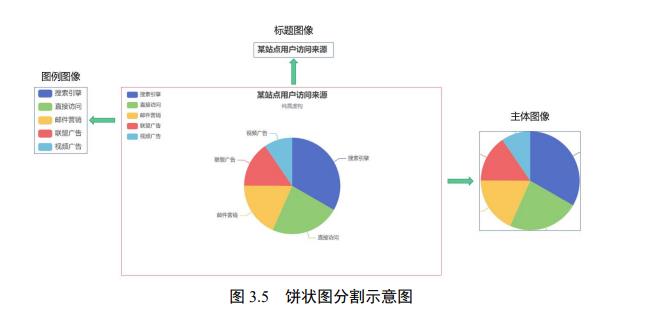 标题图像
某站点用户访问来源
图例图像
搜索引擎
直接访问
邮件营销
联盟广告
视频广告
搜索引擎
直接访问
邮件营销
联盟广告
视频广告
某站点用户访问来源
纯属虚构
视频广告
联盟广告
搜索引擎
邮件营销
直接访问
主体图像
图 3.5 饼状图分割示意图